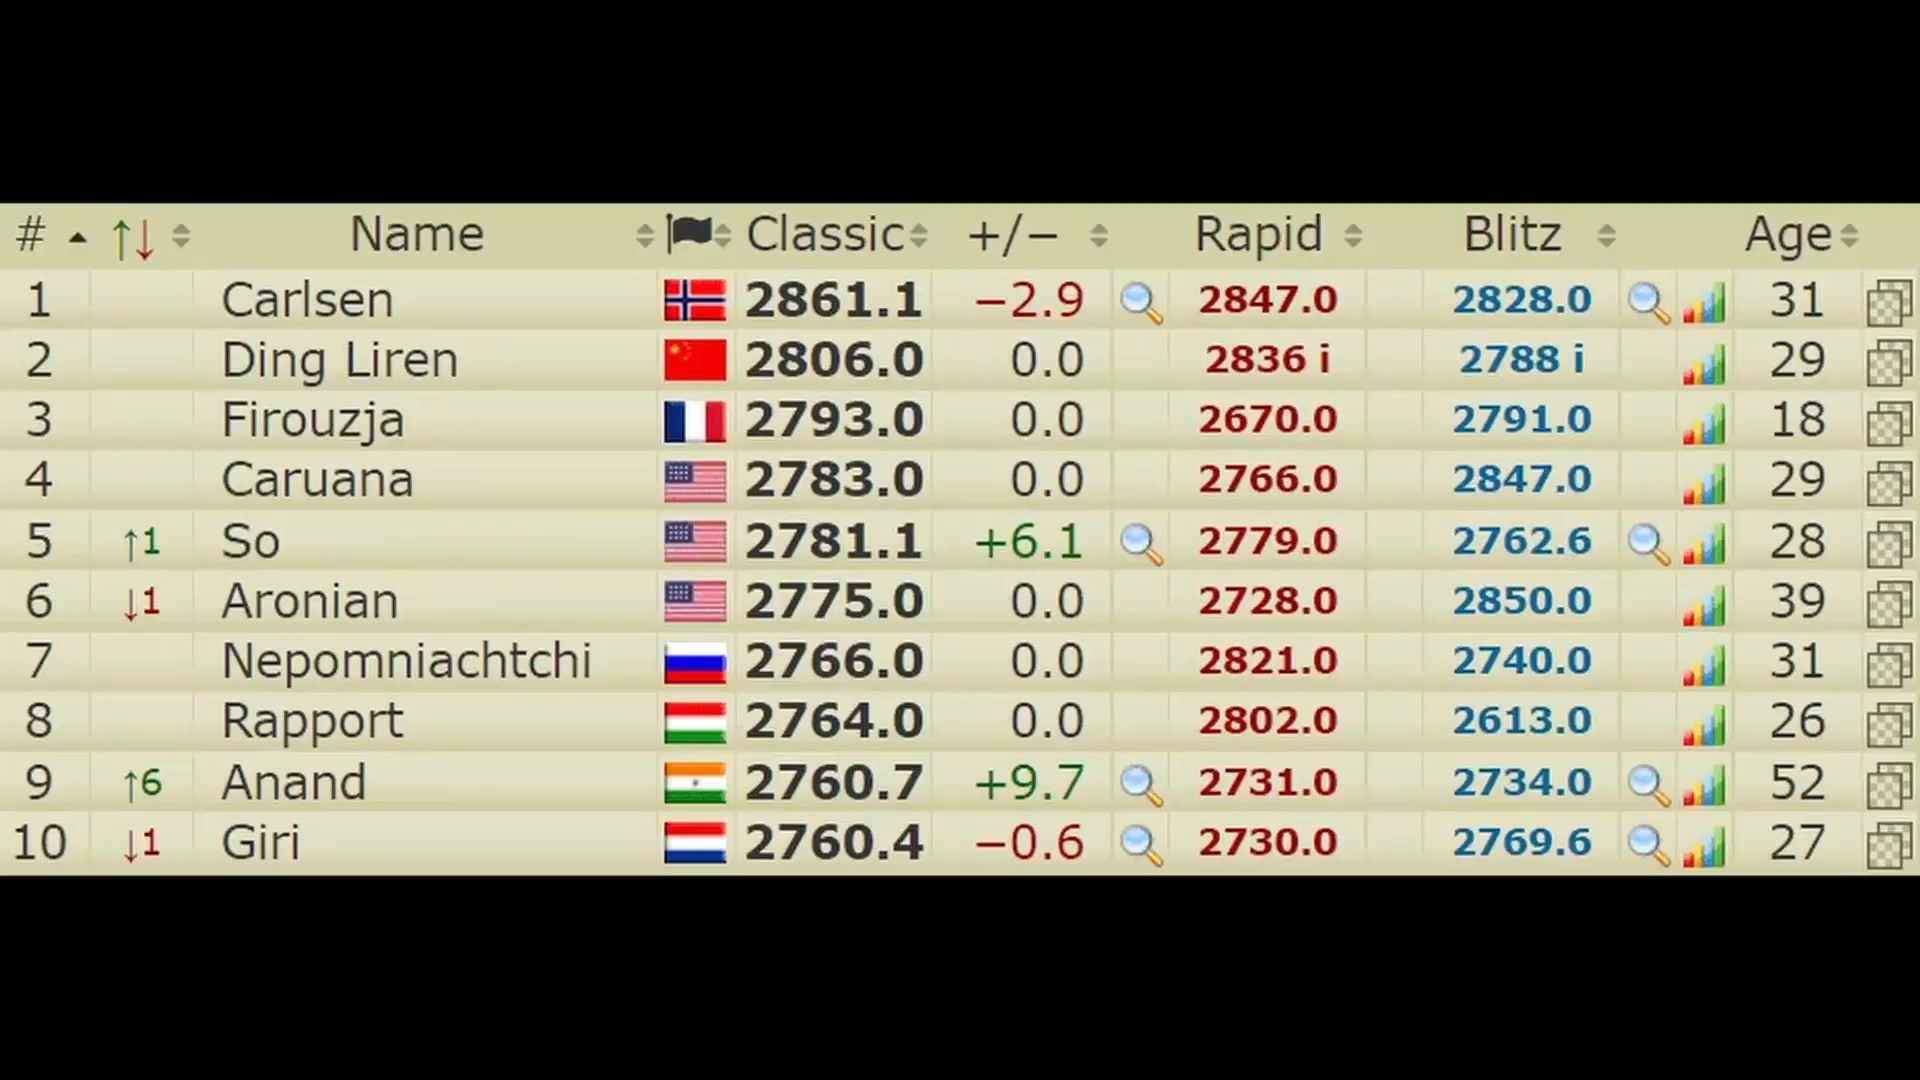 # ↑↓ Name Classic +/− Rapid Blitz Age
1 Carlsen 2861.1 −2.9 2847.0 2828.0 31
2 Ding Liren 2806.0 0.0 2836 i 2788 i 29
3 Firouzja 2793.0 0.0 2670.0 2791.0 18
4 Caruana 2783.0 0.0 2766.0 2847.0 29
5 ↑1 So 2781.1 +6.1 2779.0 2762.6 28
6 ↓1 Aronian 2775.0 0.0 2728.0 2850.0 39
7 Nepomniachtchi 2766.0 0.0 2821.0 2740.0 31
8 Rapport 2764.0 0.0 2802.0 2613.0 26
9 ↑6 Anand 2760.7 +9.7 2731.0 2734.0 52
10 ↓1 Giri 2760.4 −0.6 2730.0 2769.6 27